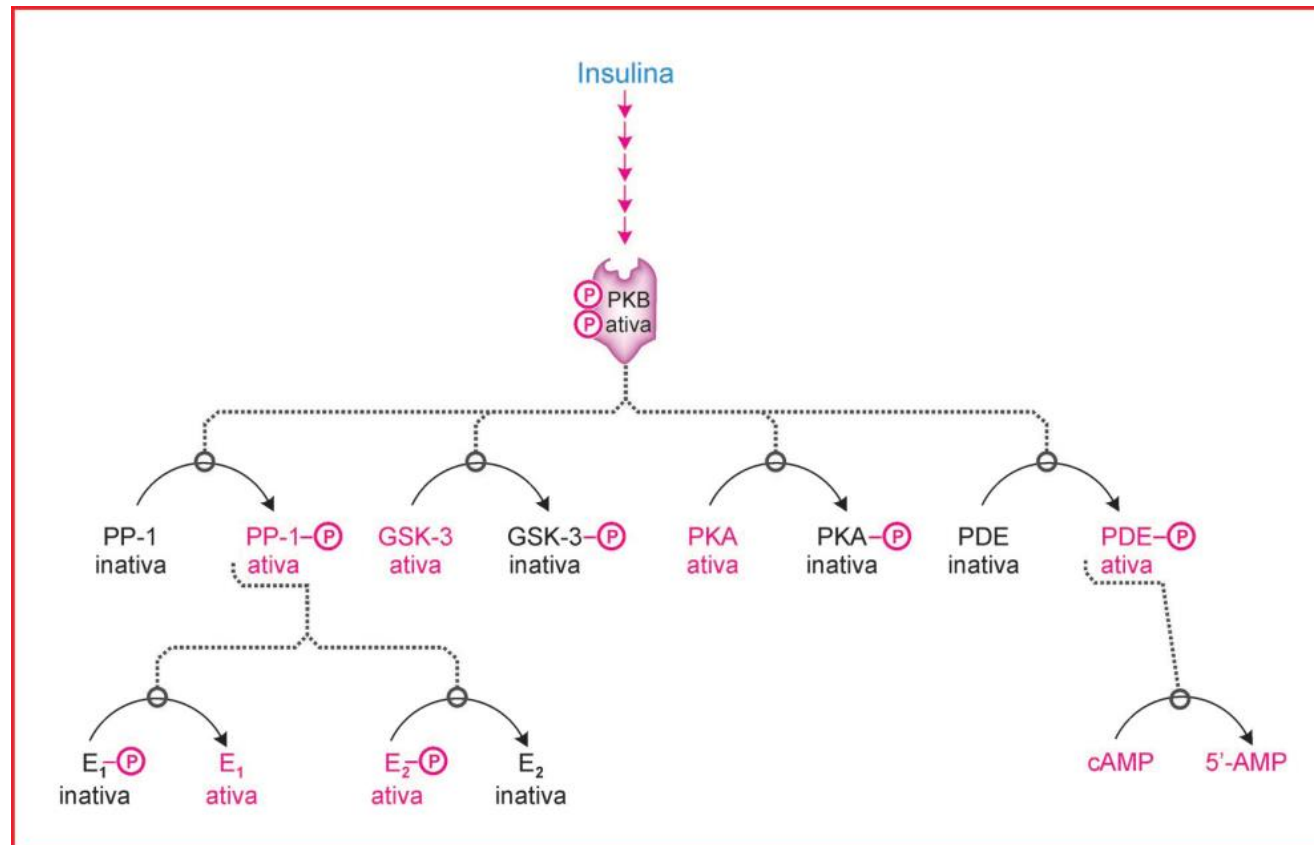 Insulina
P PKB
P ativa
PP-1 PP-1–P GSK-3 GSK-3–P PKA PKA–P PDE PDE–P
inativa ativa ativa inativa ativa inativa inativa ativa
E₁–P E₁ E₂–P E₂ cAMP 5'-AMP
inativa ativa ativa inativa